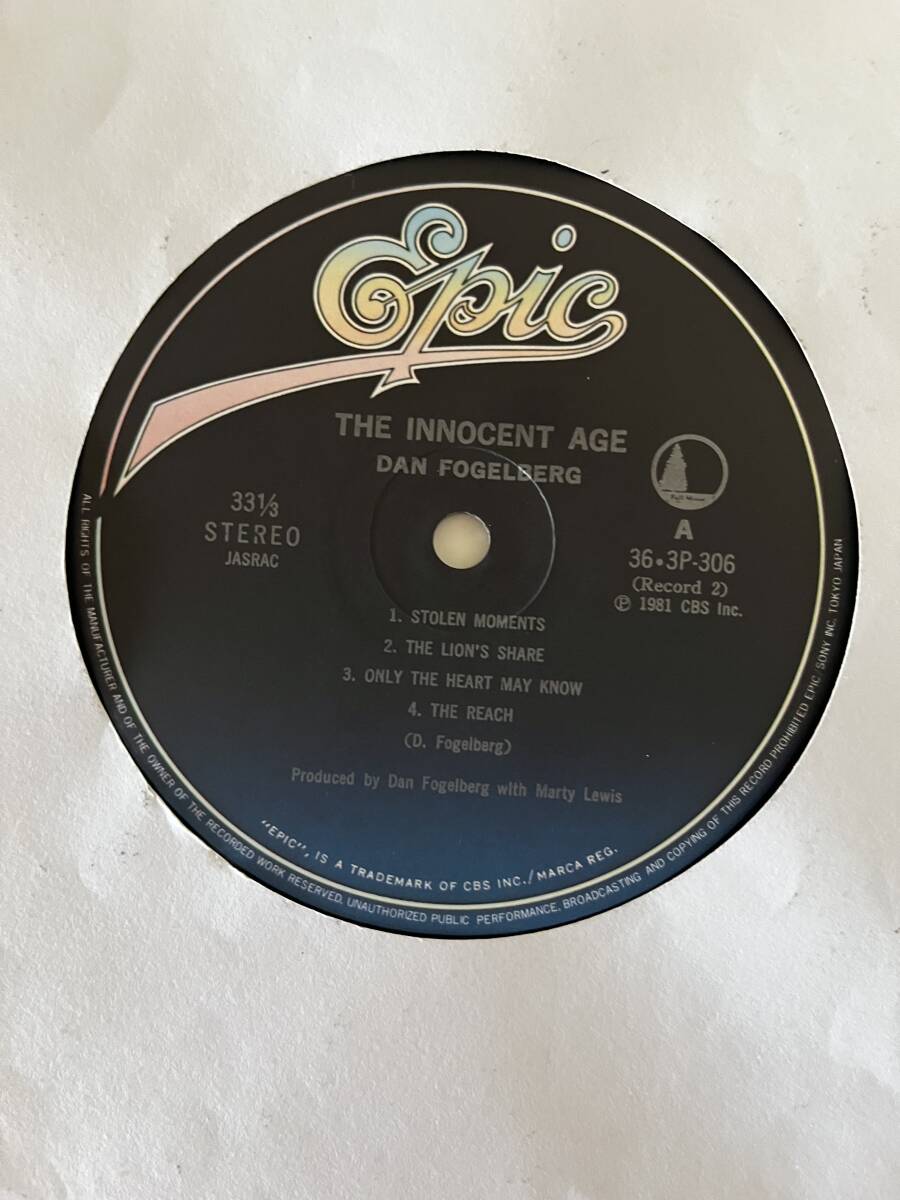 Epic
THE INNOCENT AGE
DAN FOGELBERG
33⅓
STEREO
JASRAC
Full Moon
A
36・3P-306
(Record 2)
℗ 1981 CBS Inc.
1. STOLEN MOMENTS
2. THE LION'S SHARE
3. ONLY THE HEART MAY KNOW
4. THE REACH
(D. Fogelberg)
Produced by Dan Fogelberg with Marty Lewis
"EPIC", IS A TRADEMARK OF CBS INC./MARCA REG.
ALL RIGHTS OF THE MANUFACTURER AND OF THE OWNER OF THE RECORDED WORK RESERVED. UNAUTHORIZED PUBLIC PERFORMANCE, BROADCASTING AND COPYING OF THIS RECORD PROHIBITED EPIC/SONY INC. TOKYO JAPAN